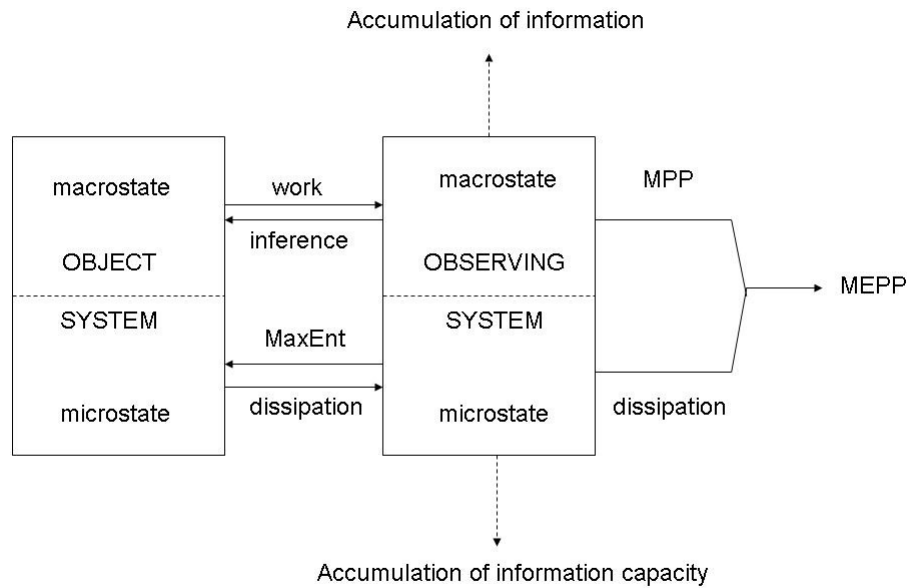 Accumulation of information
macrostate
work
macrostate
MPP
inference
OBJECT
OBSERVING
MEPP
SYSTEM
SYSTEM
MaxEnt
microstate
dissipation
microstate
dissipation
Accumulation of information capacity